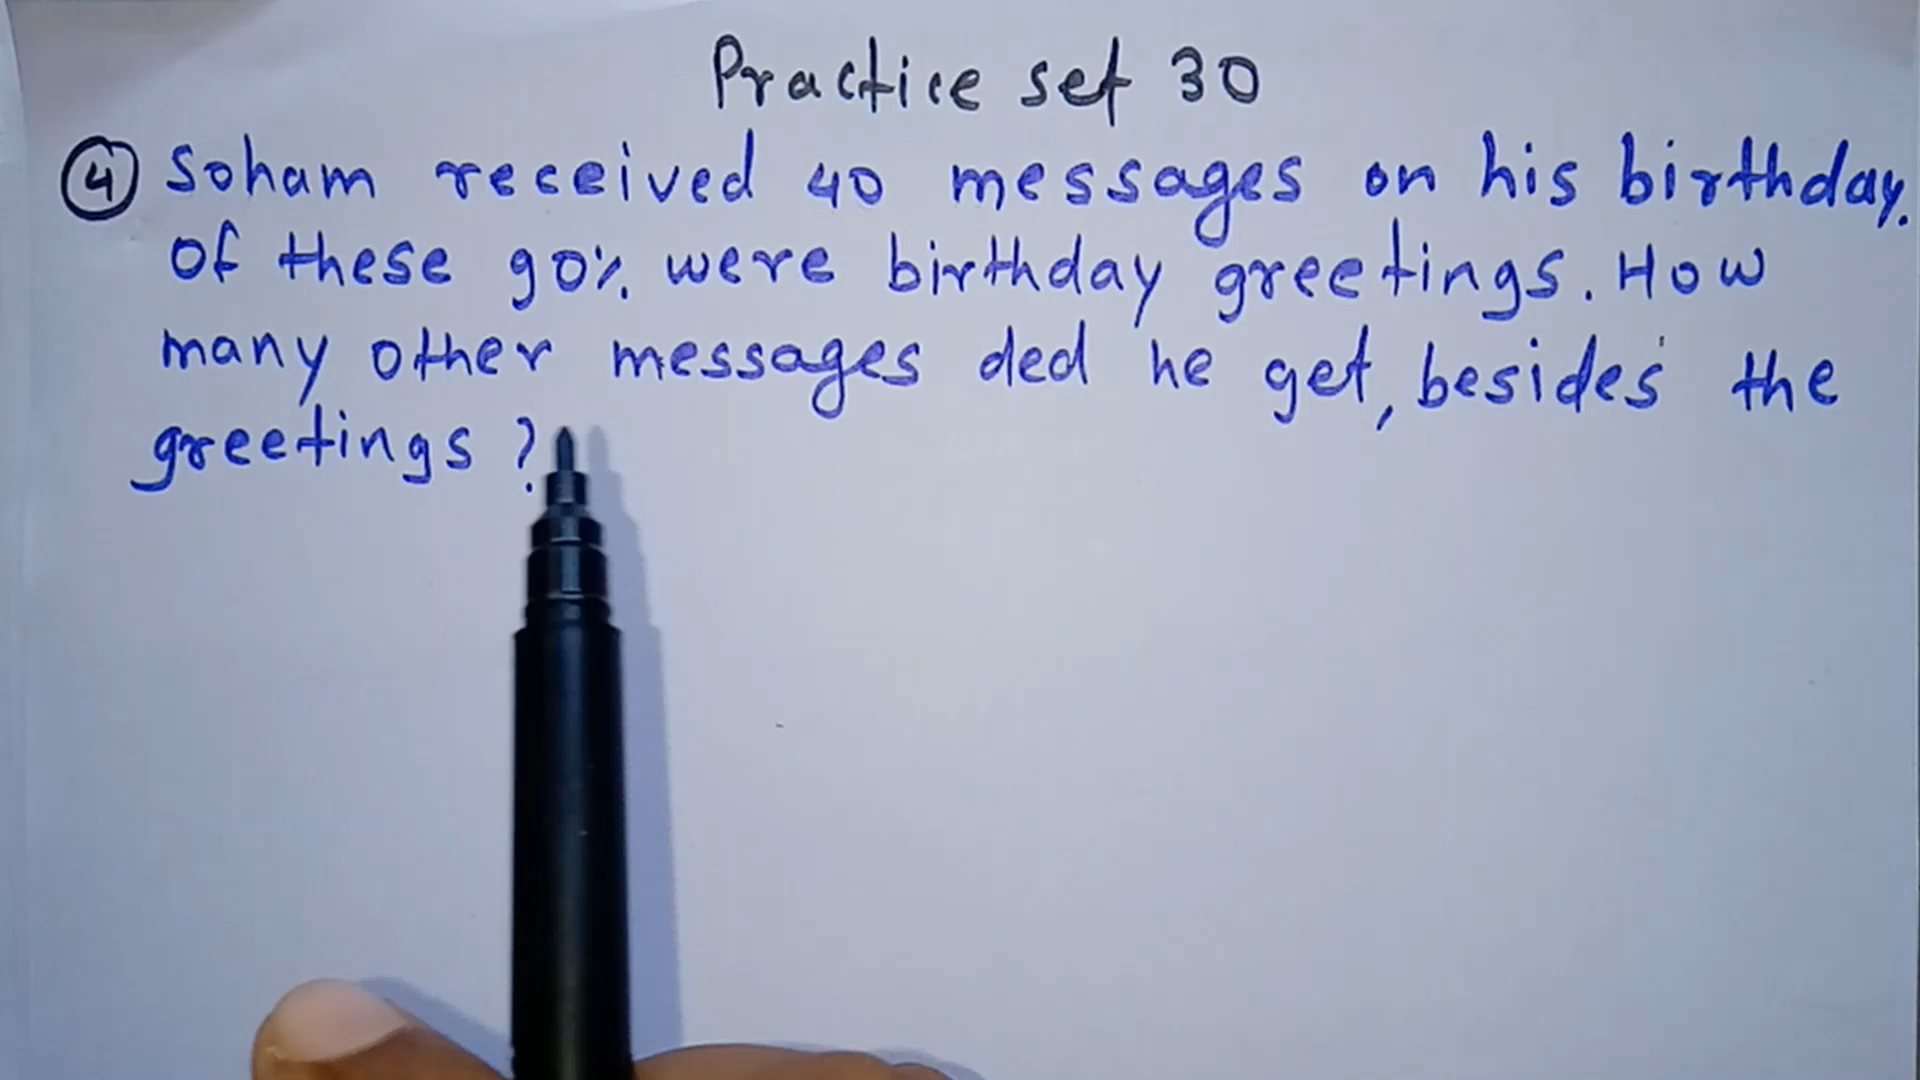 Practice set 30
④ Soham received 40 messages on his birthday.
Of these 90% were birthday greetings. How
many other messages ded he get, besides the
greetings ?